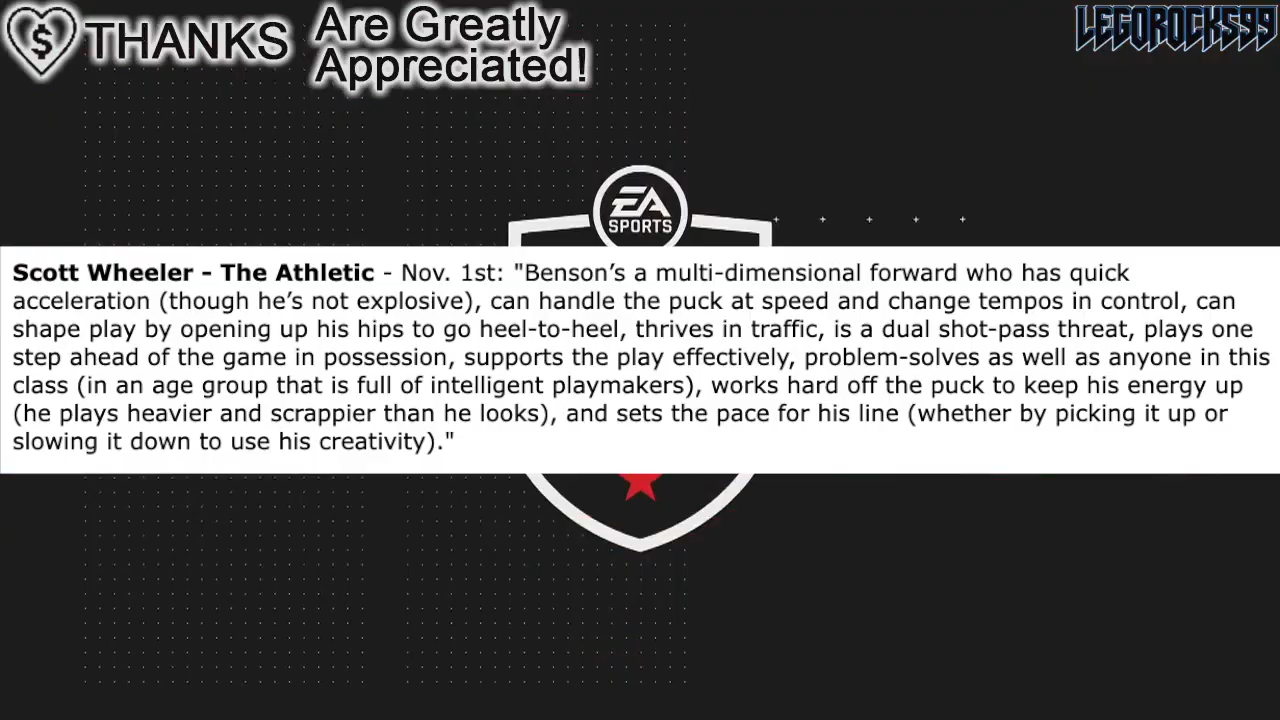 THANKS
Are Greatly
Appreciated!
LEGOROCKS99
EA
SPORTS
Scott Wheeler - The Athletic - Nov. 1st: "Benson’s a multi-dimensional forward who has quick
acceleration (though he’s not explosive), can handle the puck at speed and change tempos in control, can
shape play by opening up his hips to go heel-to-heel, thrives in traffic, is a dual shot-pass threat, plays one
step ahead of the game in possession, supports the play effectively, problem-solves as well as anyone in this
class (in an age group that is full of intelligent playmakers), works hard off the puck to keep his energy up
(he plays heavier and scrappier than he looks), and sets the pace for his line (whether by picking it up or
slowing it down to use his creativity)."